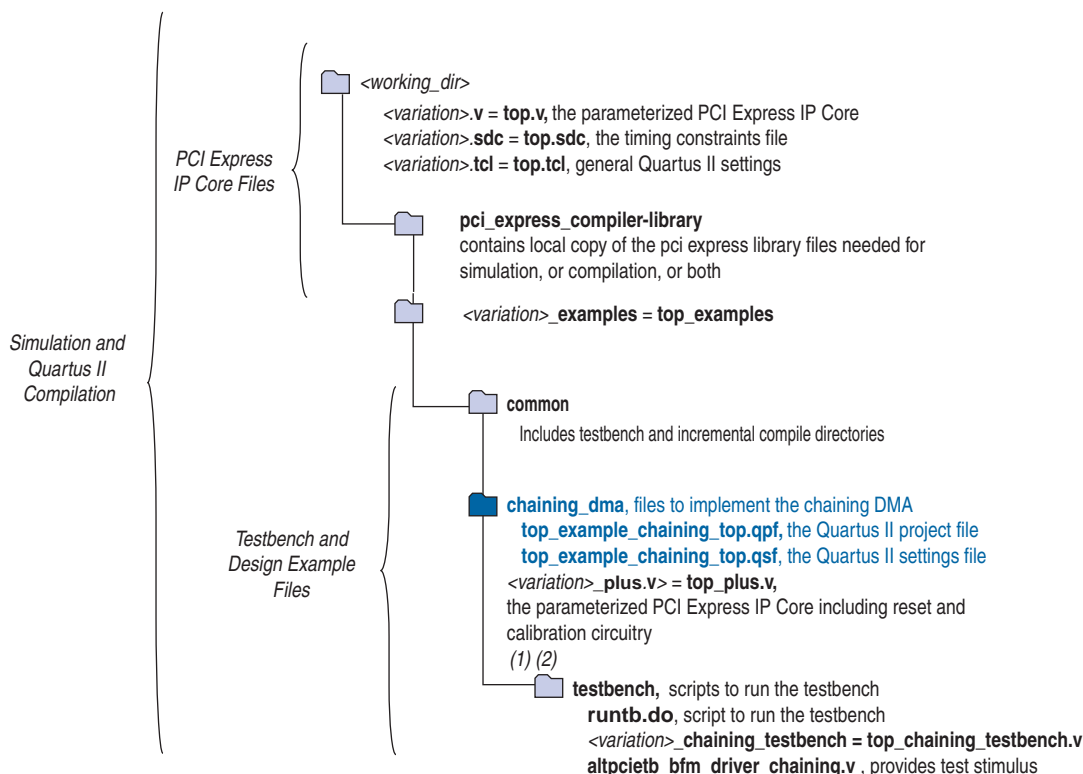 <working_dir>
<variation>.v = top.v, the parameterized PCI Express IP Core
<variation>.sdc = top.sdc, the timing constraints file
<variation>.tcl = top.tcl, general Quartus II settings
PCI Express
IP Core Files
pci_express_compiler-library
contains local copy of the pci express library files needed for
simulation, or compilation, or both
<variation>_examples = top_examples
Simulation and
Quartus II
Compilation
common
Includes testbench and incremental compile directories
chaining_dma, files to implement the chaining DMA
top_example_chaining_top.qpf, the Quartus II project file
top_example_chaining_top.qsf, the Quartus II settings file
Testbench and
Design Example
Files
<variation>_plus.v> = top_plus.v,
the parameterized PCI Express IP Core including reset and
calibration circuitry
(1) (2)
testbench, scripts to run the testbench
runtb.do, script to run the testbench
<variation>_chaining_testbench = top_chaining_testbench.v
altpcietb_bfm_driver_chaining.v , provides test stimulus